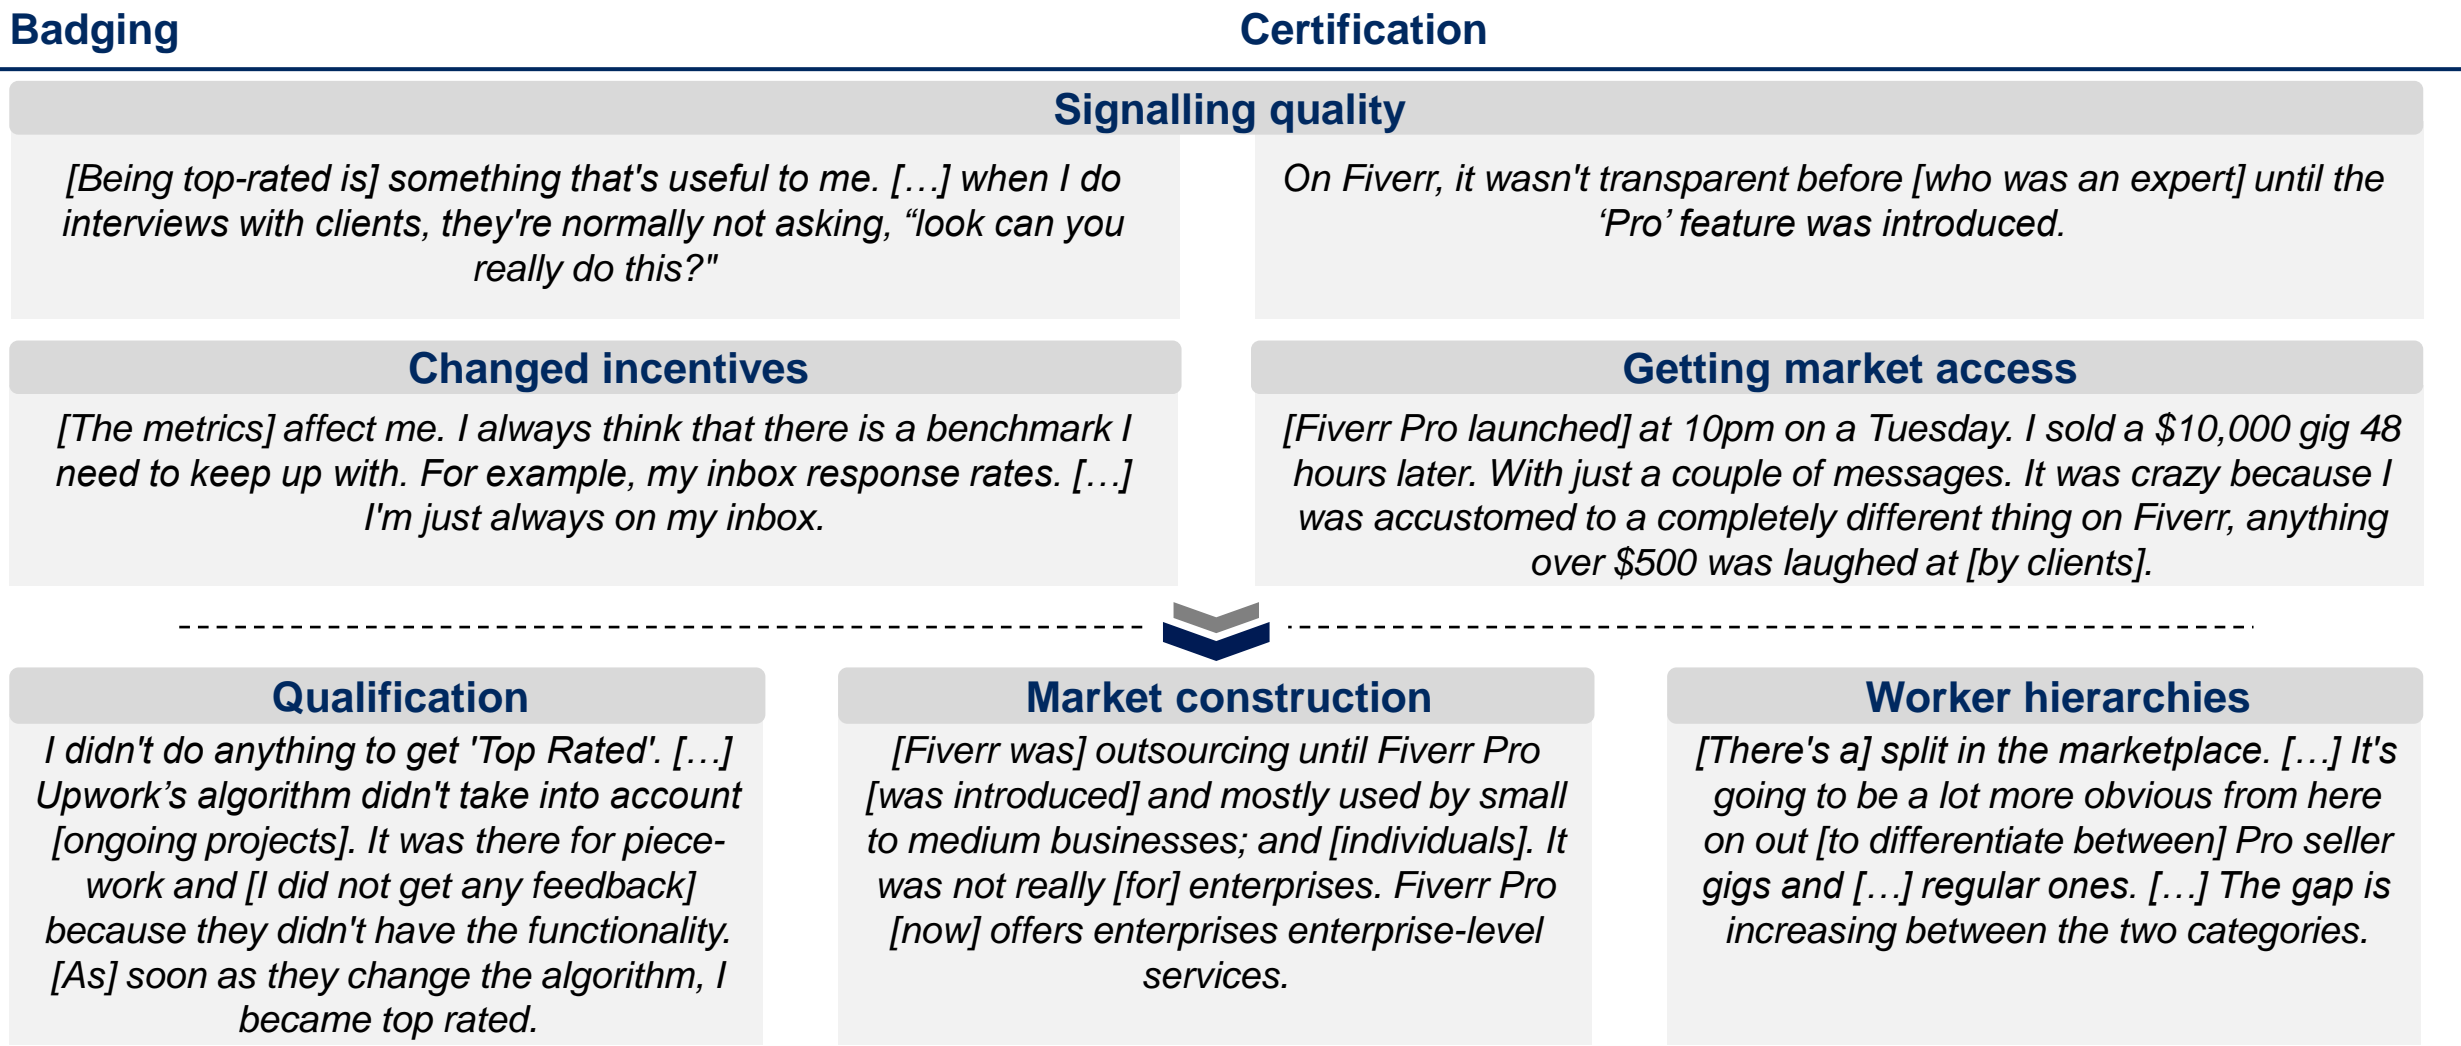 Badging
Certification
Signalling quality
[Being top-rated is] something that's useful to me. […] when I do
interviews with clients, they're normally not asking, “look can you
really do this?"
On Fiverr, it wasn't transparent before [who was an expert] until the
‘Pro’ feature was introduced.
Changed incentives
[The metrics] affect me. I always think that there is a benchmark I
need to keep up with. For example, my inbox response rates. […]
I'm just always on my inbox.
Getting market access
[Fiverr Pro launched] at 10pm on a Tuesday. I sold a $10,000 gig 48
hours later. With just a couple of messages. It was crazy because I
was accustomed to a completely different thing on Fiverr, anything
over $500 was laughed at [by clients].
Qualification
I didn't do anything to get 'Top Rated'. […]
Upwork’s algorithm didn't take into account
[ongoing projects]. It was there for piece-
work and [I did not get any feedback]
because they didn't have the functionality.
[As] soon as they change the algorithm, I
became top rated.
Market construction
[Fiverr was] outsourcing until Fiverr Pro
[was introduced] and mostly used by small
to medium businesses; and [individuals]. It
was not really [for] enterprises. Fiverr Pro
[now] offers enterprises enterprise-level
services.
Worker hierarchies
[There's a] split in the marketplace. […] It's
going to be a lot more obvious from here
on out [to differentiate between] Pro seller
gigs and […] regular ones. […] The gap is
increasing between the two categories.